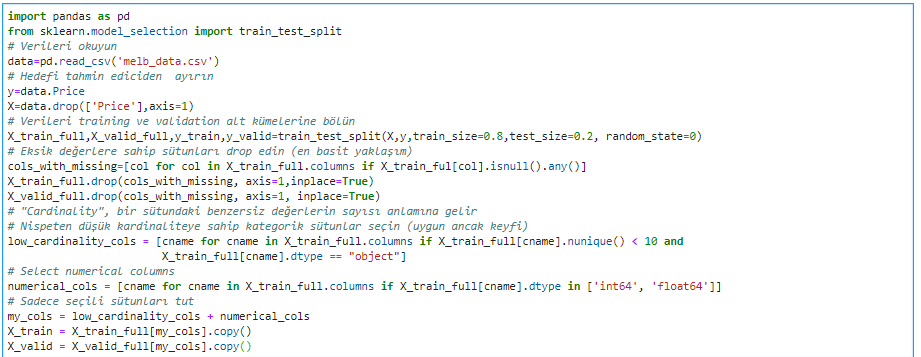 import pandas as pd
from sklearn.model_selection import train_test_split
# Verileri okuyun
data=pd.read_csv('melb_data.csv')
# Hedefi tahmin ediciden  ayırın
y=data.Price
X=data.drop(['Price'],axis=1)
# Verileri training ve validation alt kümelerine bölün
X_train_full,X_valid_full,y_train,y_valid=train_test_split(X,y,train_size=0.8,test_size=0.2, random_state=0)
# Eksik değerlere sahip sütunları drop edin (en basit yaklaşım)
cols_with_missing=[col for col in X_train_full.columns if X_train_ful[col].isnull().any()]
X_train_full.drop(cols_with_missing, axis=1,inplace=True)
X_valid_full.drop(cols_with_missing, axis=1, inplace=True)
# "Cardinality", bir sütundaki benzersiz değerlerin sayısı anlamına gelir
# Nispeten düşük kardinaliteye sahip kategorik sütunlar seçin (uygun ancak keyfi)
low_cardinality_cols = [cname for cname in X_train_full.columns if X_train_full[cname].nunique() < 10 and
                        X_train_full[cname].dtype == "object"]
# Select numerical columns
numerical_cols = [cname for cname in X_train_full.columns if X_train_full[cname].dtype in ['int64', 'float64']]
# Sadece seçili sütunları tut
my_cols = low_cardinality_cols + numerical_cols
X_train = X_train_full[my_cols].copy()
X_valid = X_valid_full[my_cols].copy()